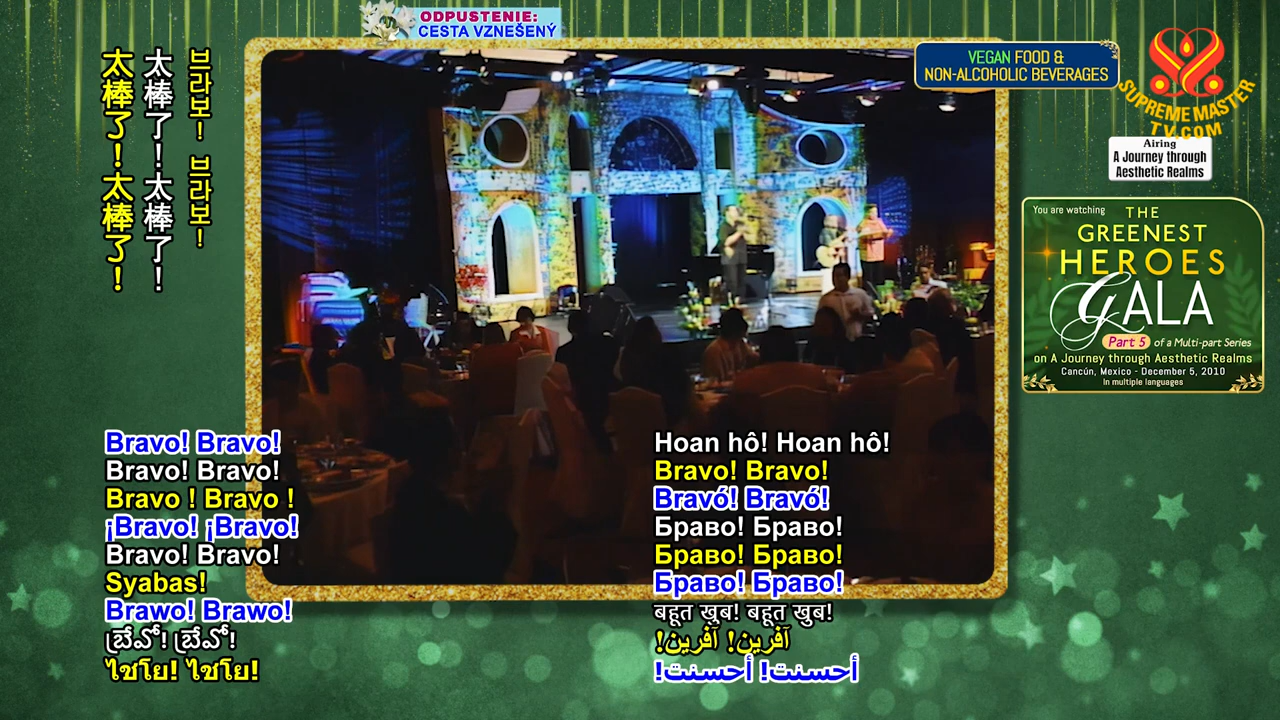 ODPUSTENIE:
CESTA VZNEŠENÝ
VEGAN FOOD &
NON-ALCOHOLIC BEVERAGES
SUPREME MASTER
TV.COM
Airing
A Journey through
Aesthetic Realms
You are watching
THE
GREENEST
HEROES
GALA
Part 5 of a Multi-part Series
on A Journey through Aesthetic Realms
Cancún, Mexico - December 5, 2010
In multiple languages
브라보! 브라보!
太棒了!太棒了!
太棒了!太棒了!
Bravo! Bravo!
Bravo! Bravo!
Bravo ! Bravo !
¡Bravo! ¡Bravo!
Bravo! Bravo!
Syabas!
Brawo! Brawo!
బ్రేవో! బ్రేవో!
ไชโย! ไชโย!
Hoan hô! Hoan hô!
Bravo! Bravo!
Bravó! Bravó!
Браво! Браво!
Браво! Браво!
Браво! Браво!
बहूत खुब! बहूत खुब!
آفرین! آفرین!
أحسنت! أحسنت!